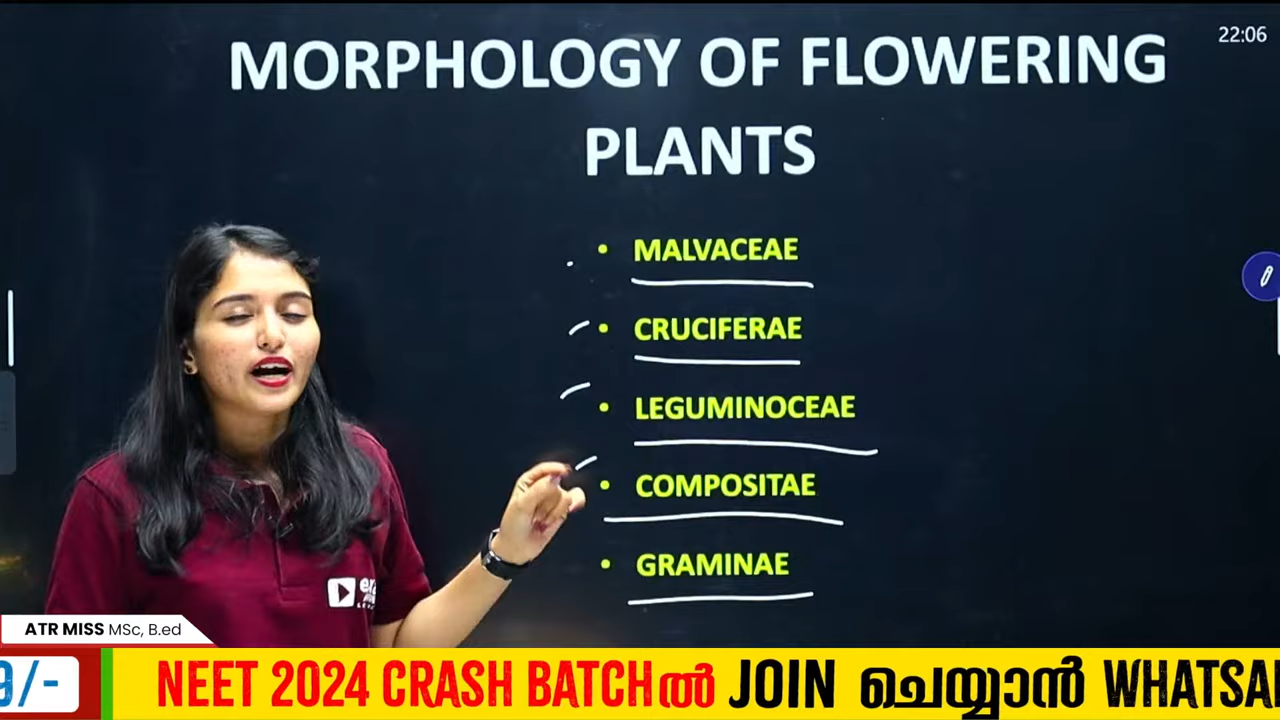 22:06
MORPHOLOGY OF FLOWERING
PLANTS
• MALVACEAE
• CRUCIFERAE
• LEGUMINOCEAE
• COMPOSITAE
• GRAMINAE
ATR MISS MSc, B.ed
9/- NEET 2024 CRASH BATCHൽ JOIN ചെയ്യാൻ